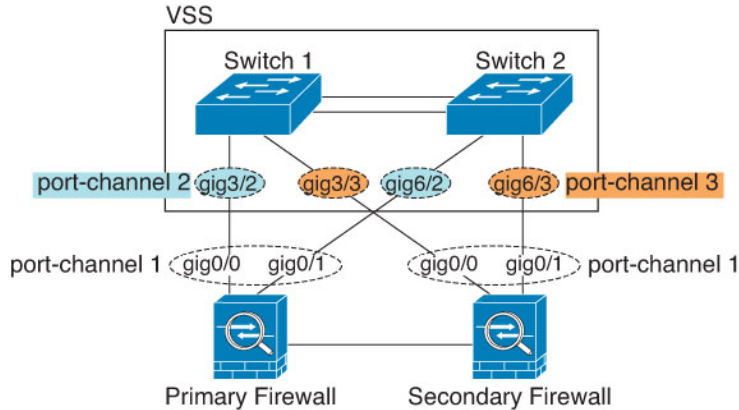 VSS
Switch 1
Switch 2
port-channel 2
gig3/2
gig3/3
gig6/2
gig6/3
port-channel 3
port-channel 1
gig0/0
gig0/1
gig0/0
gig0/1
port-channel 1
Primary Firewall
Secondary Firewall